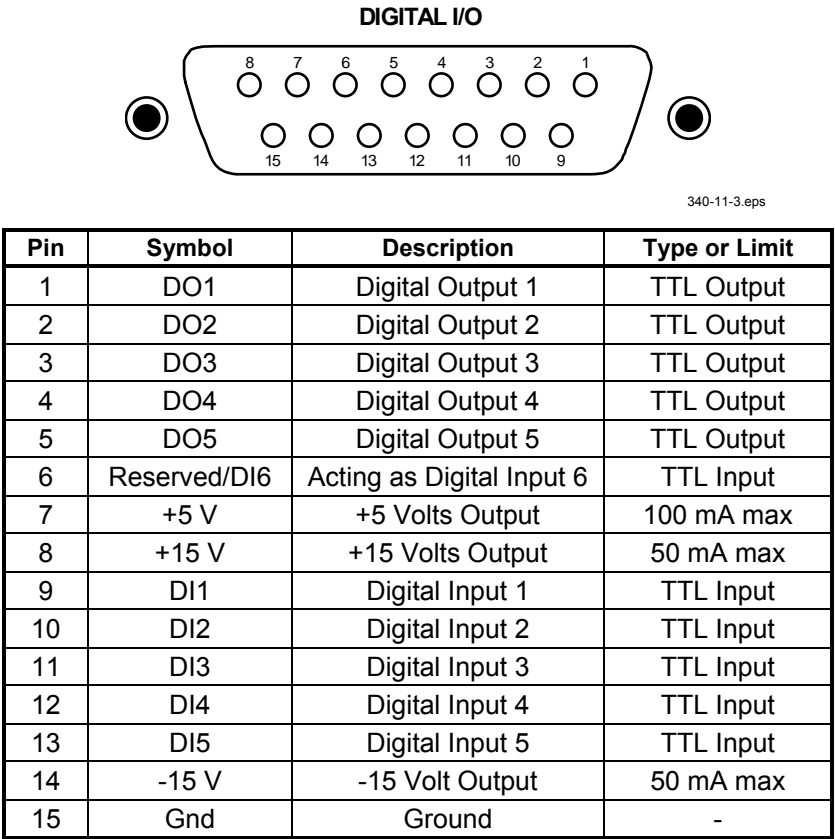 DIGITAL I/O
8 7 6 5 4 3 2 1
15 14 13 12 11 10 9
340-11-3.eps
Pin Symbol Description Type or Limit
1 DO1 Digital Output 1 TTL Output
2 DO2 Digital Output 2 TTL Output
3 DO3 Digital Output 3 TTL Output
4 DO4 Digital Output 4 TTL Output
5 DO5 Digital Output 5 TTL Output
6 Reserved/DI6 Acting as Digital Input 6 TTL Input
7 +5 V +5 Volts Output 100 mA max
8 +15 V +15 Volts Output 50 mA max
9 DI1 Digital Input 1 TTL Input
10 DI2 Digital Input 2 TTL Input
11 DI3 Digital Input 3 TTL Input
12 DI4 Digital Input 4 TTL Input
13 DI5 Digital Input 5 TTL Input
14 -15 V -15 Volt Output 50 mA max
15 Gnd Ground -